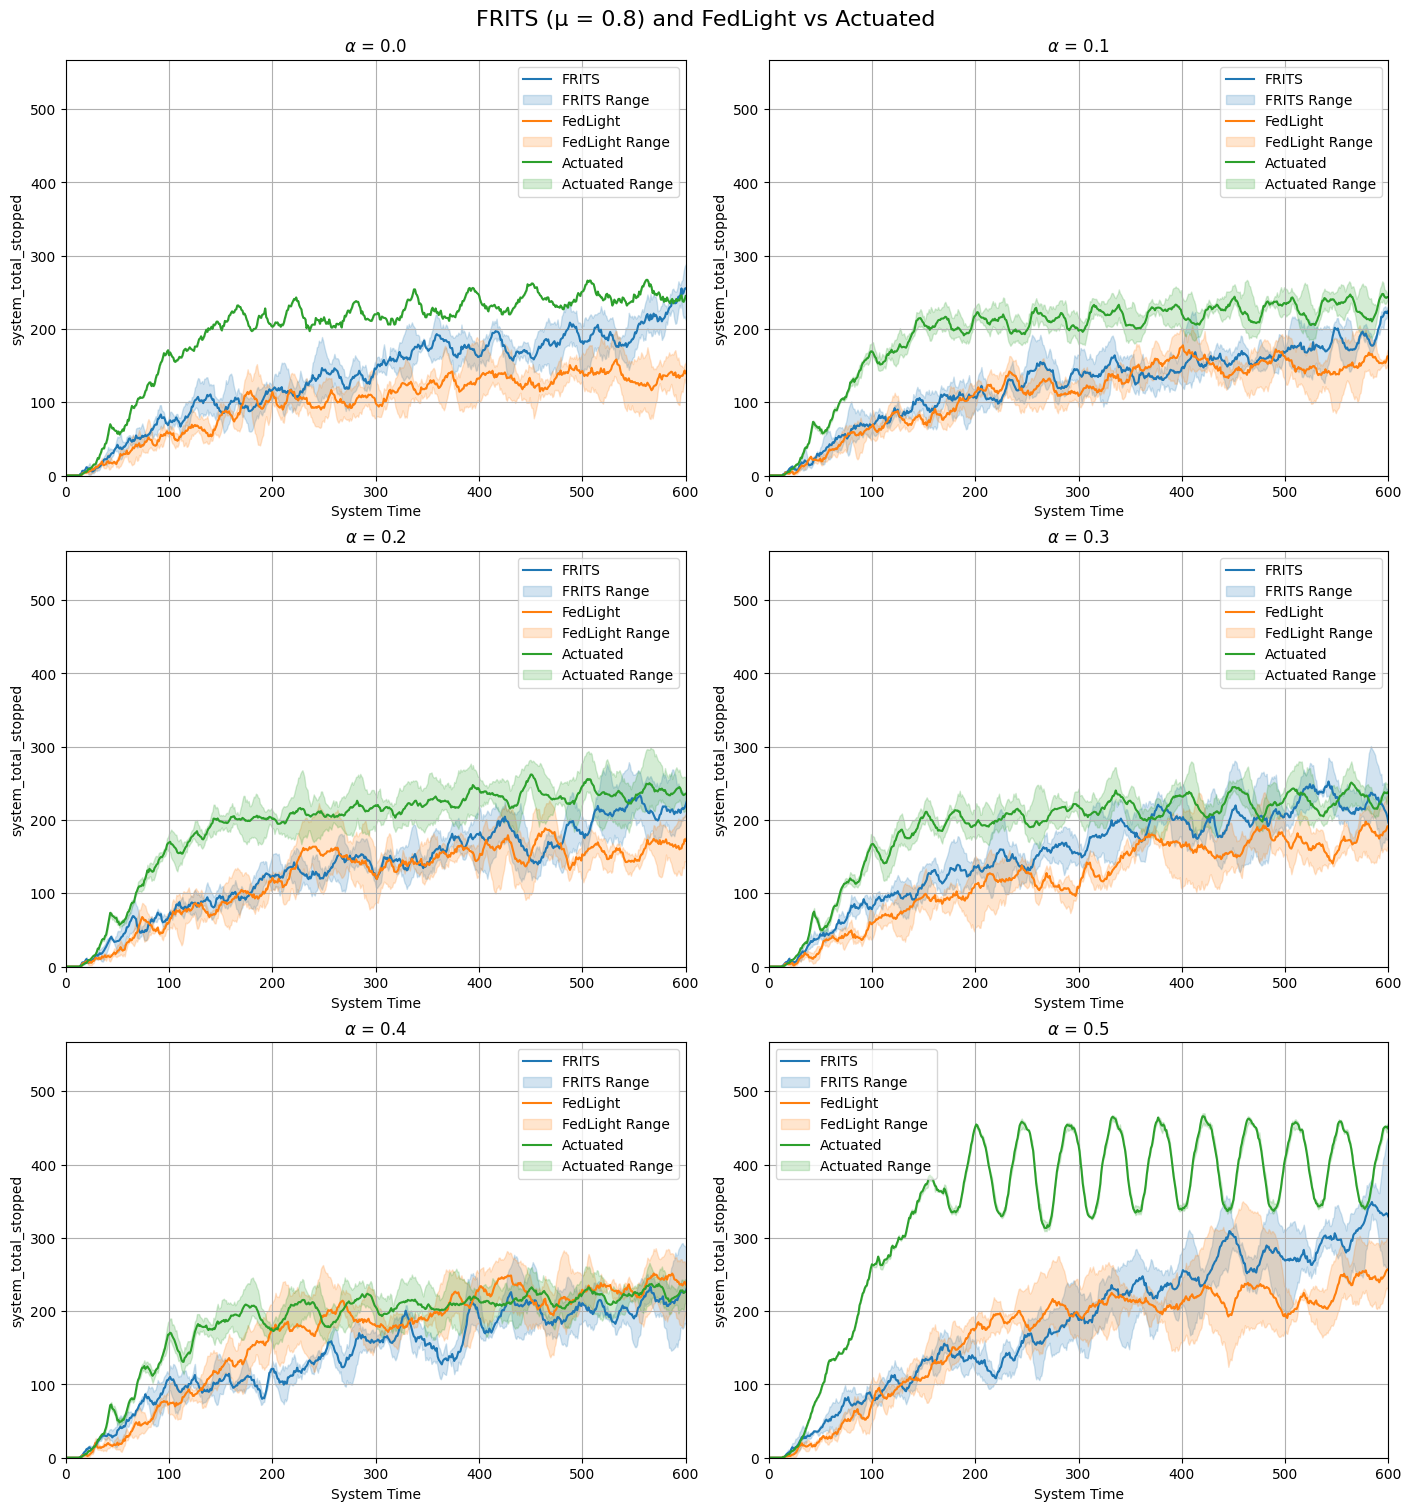 FRITS (μ = 0.8) and FedLight vs Actuated
α = 0.0
system_total_stopped
500
400
300
200
100
0
FRITS
FRITS Range
FedLight
FedLight Range
Actuated
Actuated Range
0 100 200 300 400 500 600
System Time
α = 0.1
system_total_stopped
500
400
300
200
100
0
FRITS
FRITS Range
FedLight
FedLight Range
Actuated
Actuated Range
0 100 200 300 400 500 600
System Time
α = 0.2
system_total_stopped
500
400
300
200
100
0
FRITS
FRITS Range
FedLight
FedLight Range
Actuated
Actuated Range
0 100 200 300 400 500 600
System Time
α = 0.3
system_total_stopped
500
400
300
200
100
0
FRITS
FRITS Range
FedLight
FedLight Range
Actuated
Actuated Range
0 100 200 300 400 500 600
System Time
α = 0.4
system_total_stopped
500
400
300
200
100
0
FRITS
FRITS Range
FedLight
FedLight Range
Actuated
Actuated Range
0 100 200 300 400 500 600
System Time
α = 0.5
system_total_stopped
500
400
300
200
100
0
FRITS
FRITS Range
FedLight
FedLight Range
Actuated
Actuated Range
0 100 200 300 400 500 600
System Time